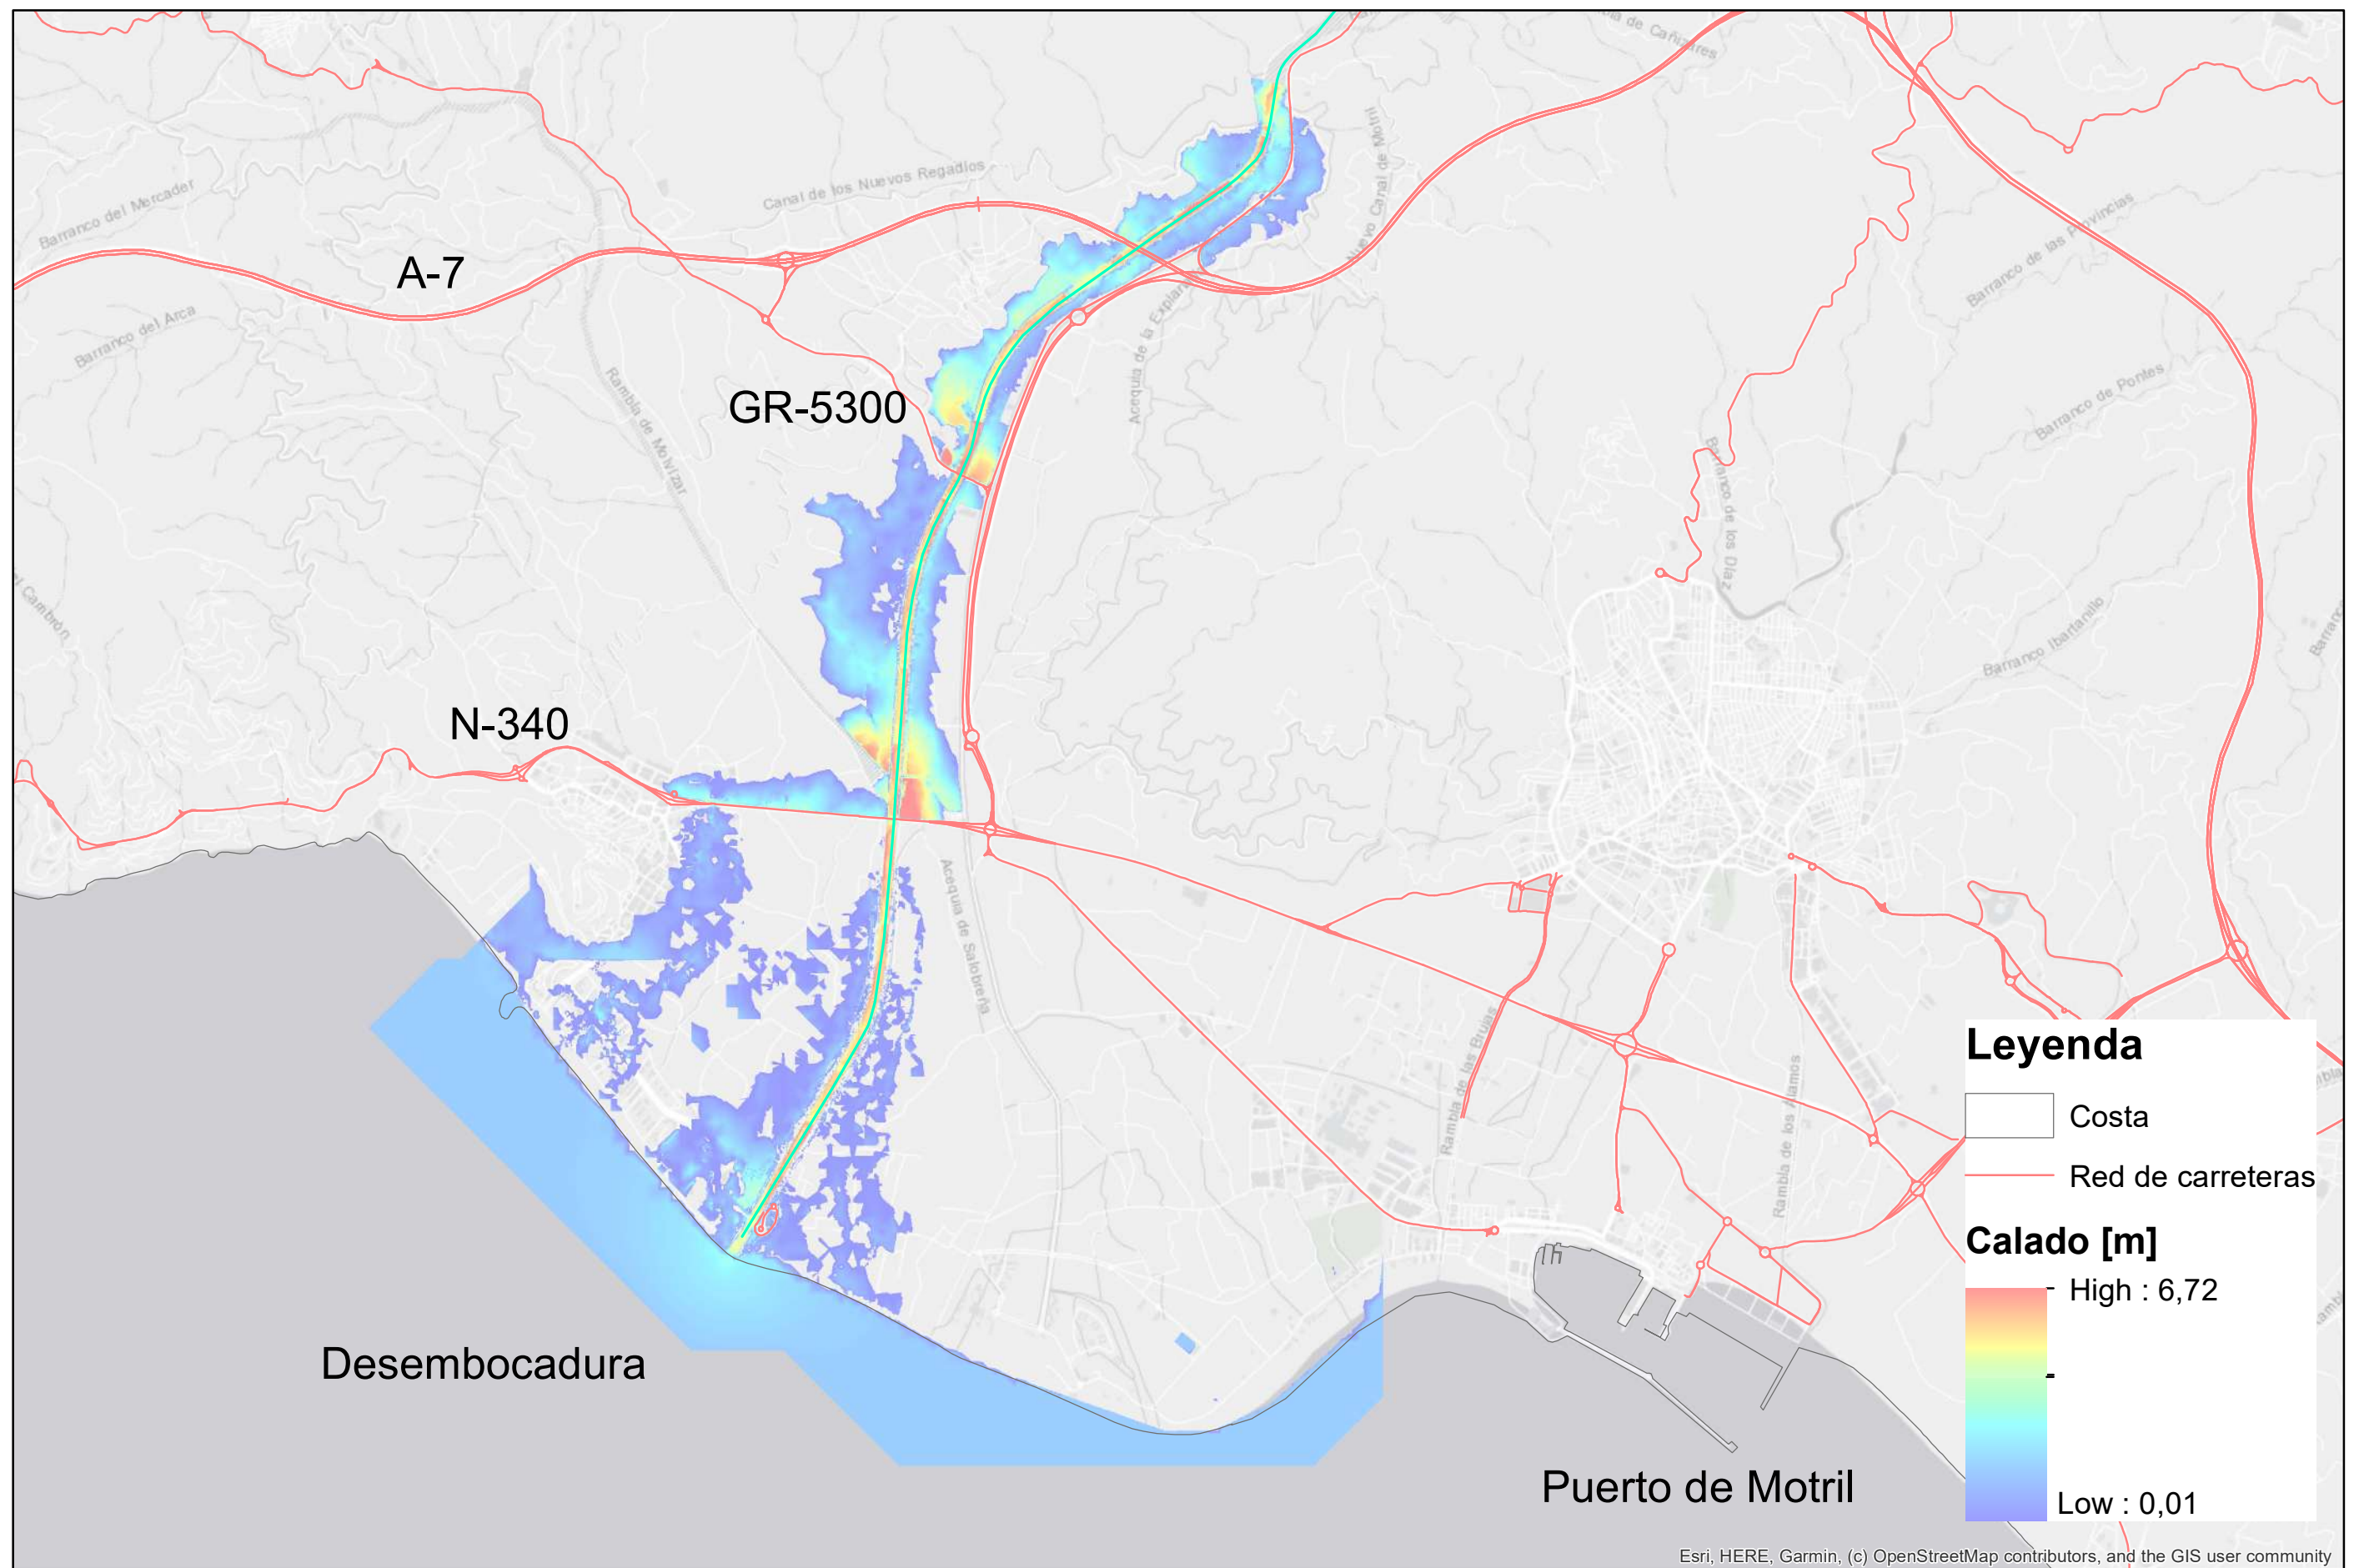 Barranco del Mercader
Canal de los Nuevos Regadíos
Nuevo Canal de Motril
Barranco de las Provincias
A-7
Barranco del Arca
Rambla de Molvízar
GR-5300
Barranco de Pontes
Barranco de los Díaz
Barranco Ibartanillo
el Cambrón
N-340
Acequia de Salobreña
Rambla de las Brujas
Rambla de los Álamos
Leyenda
Costa
Red de carreteras
Calado [m]
High : 6,72
Low : 0,01
Desembocadura
Puerto de Motril
Esri, HERE, Garmin, (c) OpenStreetMap contributors, and the GIS user community